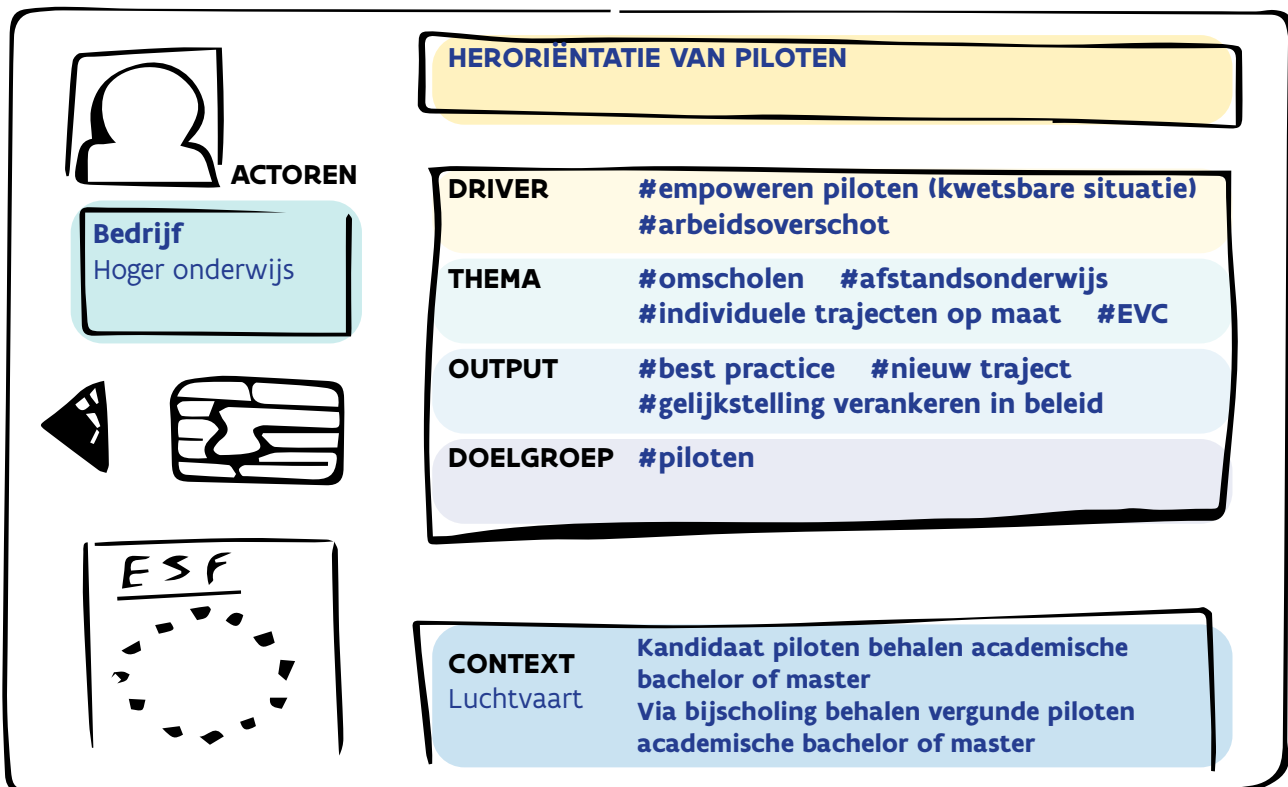 HERORIËNTATIE VAN PILOTEN
ACTOREN
Bedrijf
Hoger onderwijs
DRIVER #empoweren piloten (kwetsbare situatie)
#arbeidsoverschot
THEMA #omscholen #afstandsonderwijs
#individuele trajecten op maat #EVC
OUTPUT #best practice #nieuw traject
#gelijkstelling verankeren in beleid
DOELGROEP #piloten
ESF
CONTEXT
Luchtvaart
Kandidaat piloten behalen academische
bachelor of master
Via bijscholing behalen vergunde piloten
academische bachelor of master